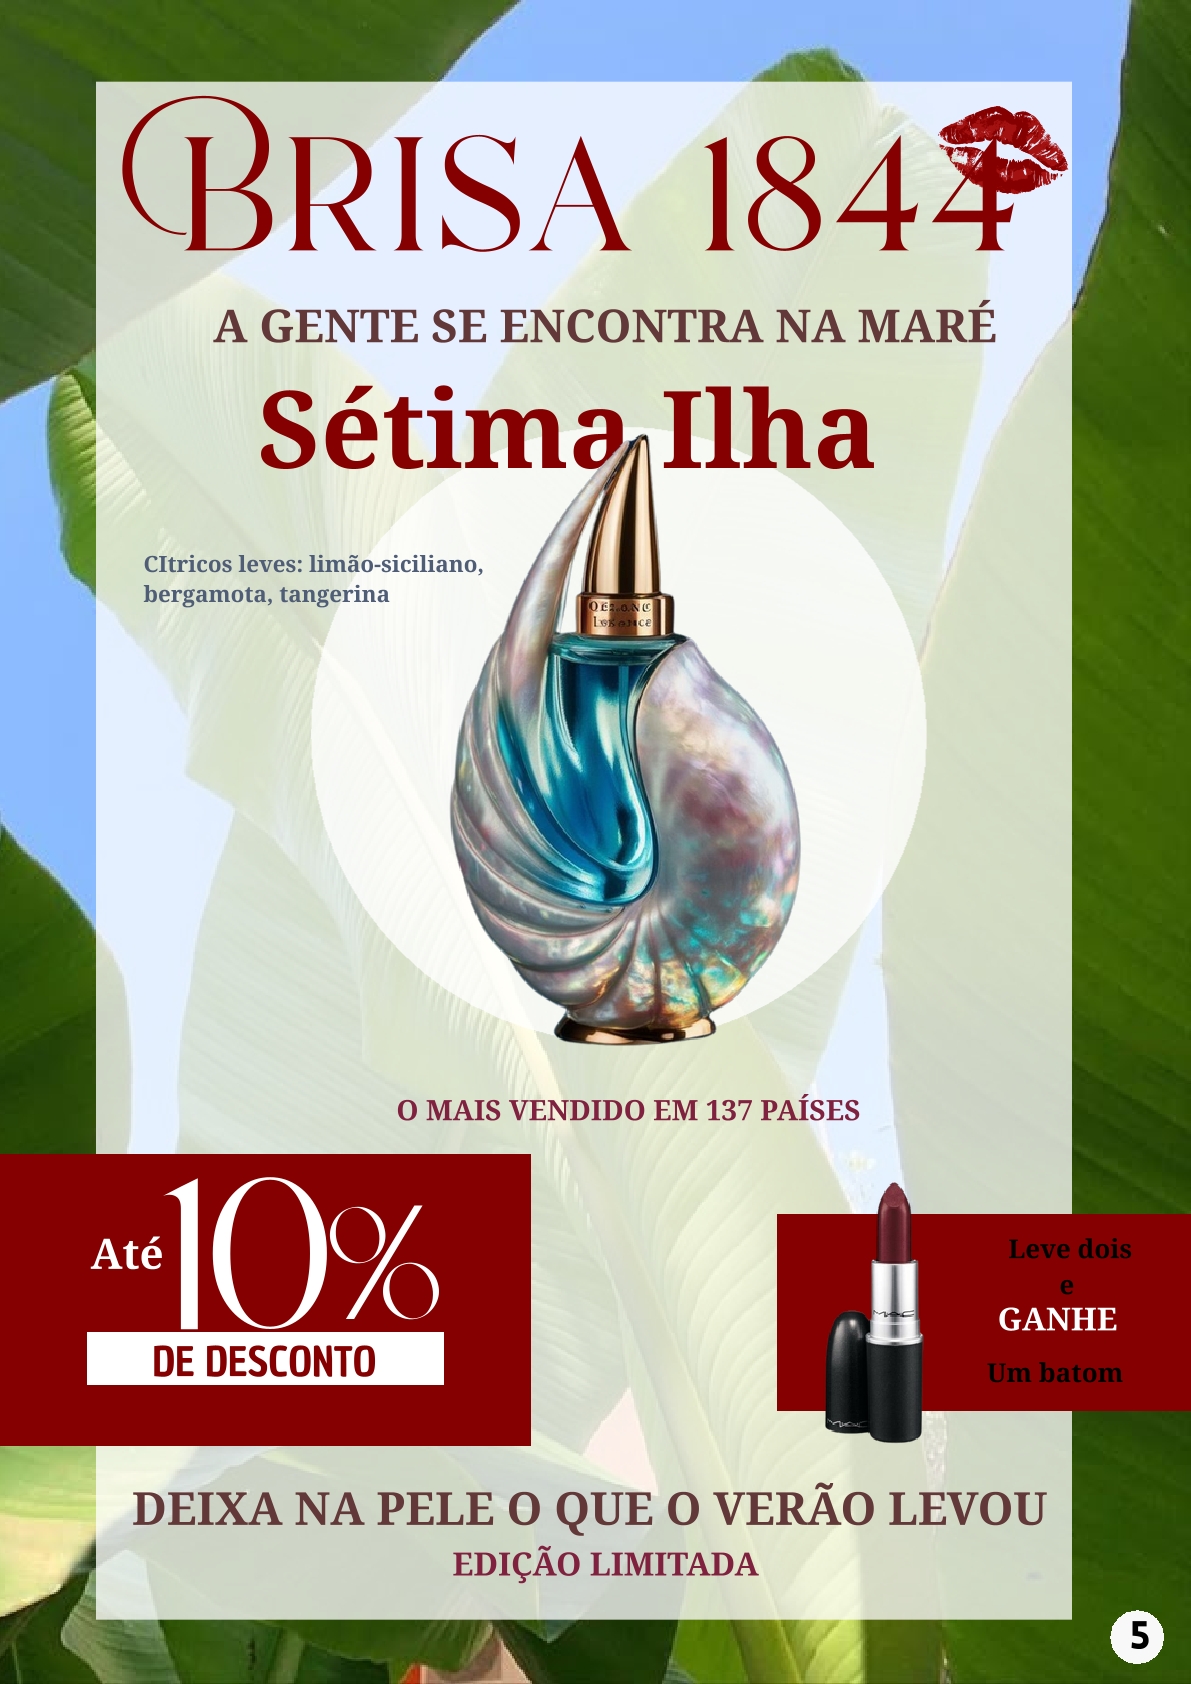 BRISA 1844
A GENTE SE ENCONTRA NA MARÉ
Sétima Ilha
CItricos leves: limão-siciliano,
bergamota, tangerina
O MAIS VENDIDO EM 137 PAÍSES
Até 10%
DE DESCONTO
Leve dois
e
GANHE
Um batom
MAC
MAC
DEIXA NA PELE O QUE O VERÃO LEVOU
EDIÇÃO LIMITADA
5